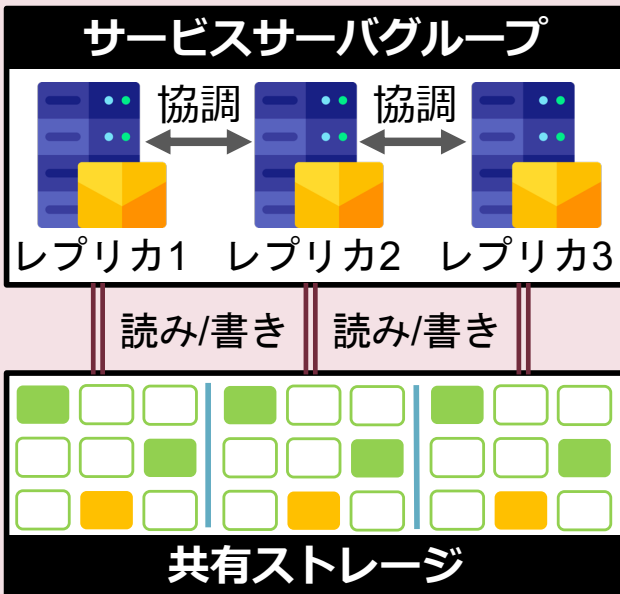 サービスサーバグループ
協調 協調
レプリカ1 レプリカ2 レプリカ3
読み/書き 読み/書き
共有ストレージ